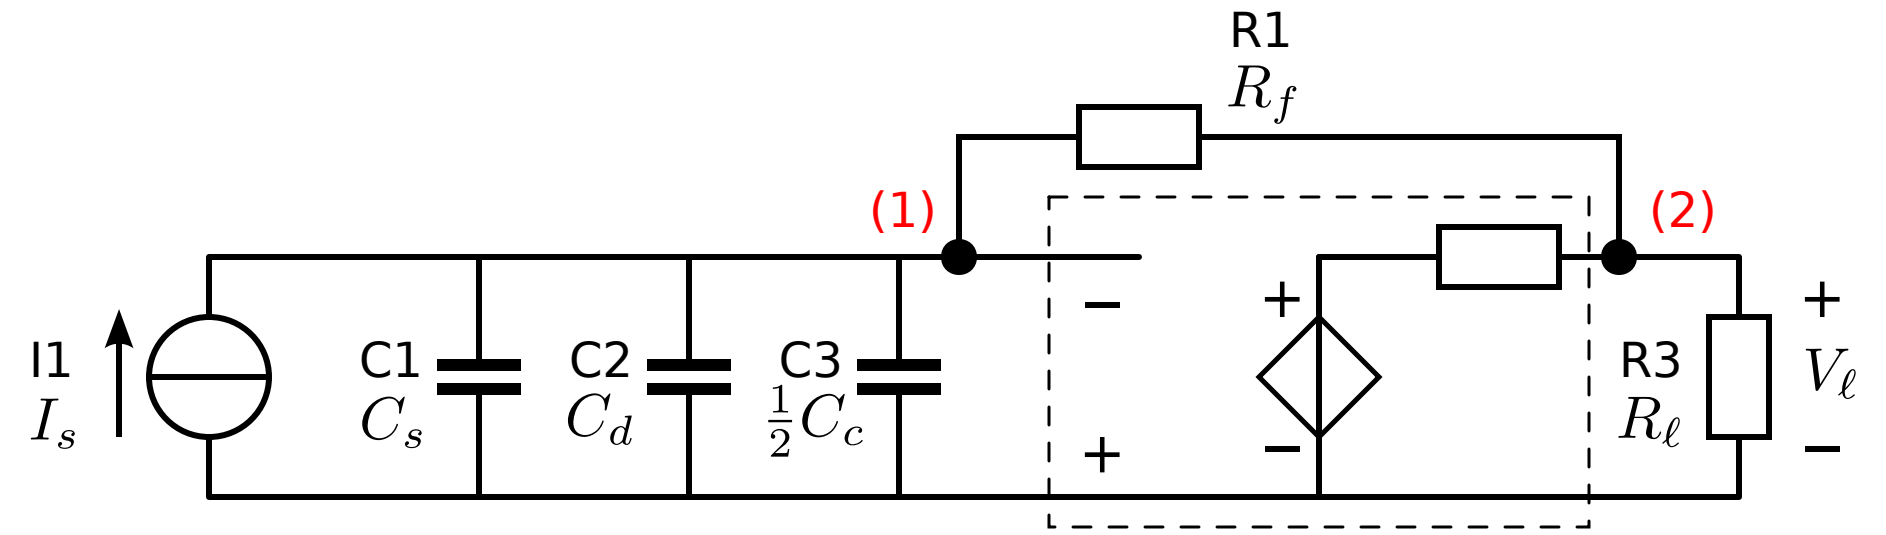 R1
R_f
(1)
(2)
+
+
−
I1
I_s
C1
C_s
C2
C_d
C3
½C_c
R3
R_ℓ
V_ℓ
+
−
−